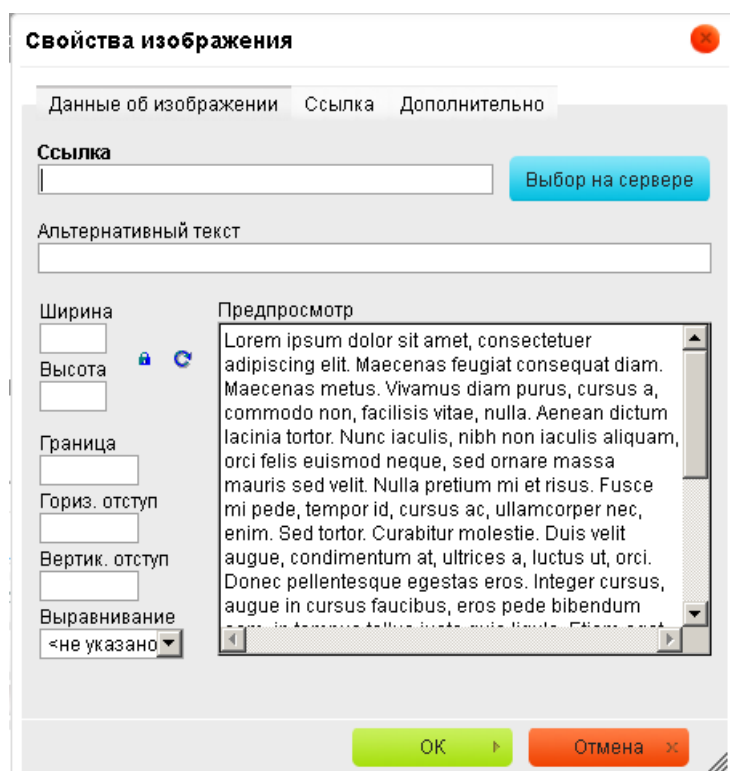 Свойства изображения
Данные об изображении Ссылка Дополнительно
Ссылка
Выбор на сервере
Альтернативный текст
Ширина
Высота
Граница
Гориз. отступ
Вертик. отступ
Выравнивание
<не указано
Предпросмотр
Lorem ipsum dolor sit amet, consectetuer
adipiscing elit. Maecenas feugiat consequat diam.
Maecenas metus. Vivamus diam purus, cursus a,
commodo non, facilisis vitae, nulla. Aenean dictum
lacinia tortor. Nunc iaculis, nibh non iaculis aliquam,
orci felis euismod neque, sed ornare massa
mauris sed velit. Nulla pretium mi et risus. Fusce
mi pede, tempor id, cursus ac, ullamcorper nec,
enim. Sed tortor. Curabitur molestie. Duis velit
augue, condimentum at, ultrices a, luctus ut, orci.
Donec pellentesque egestas eros. Integer cursus,
augue in cursus faucibus, eros pede bibendum
ОК
Отмена